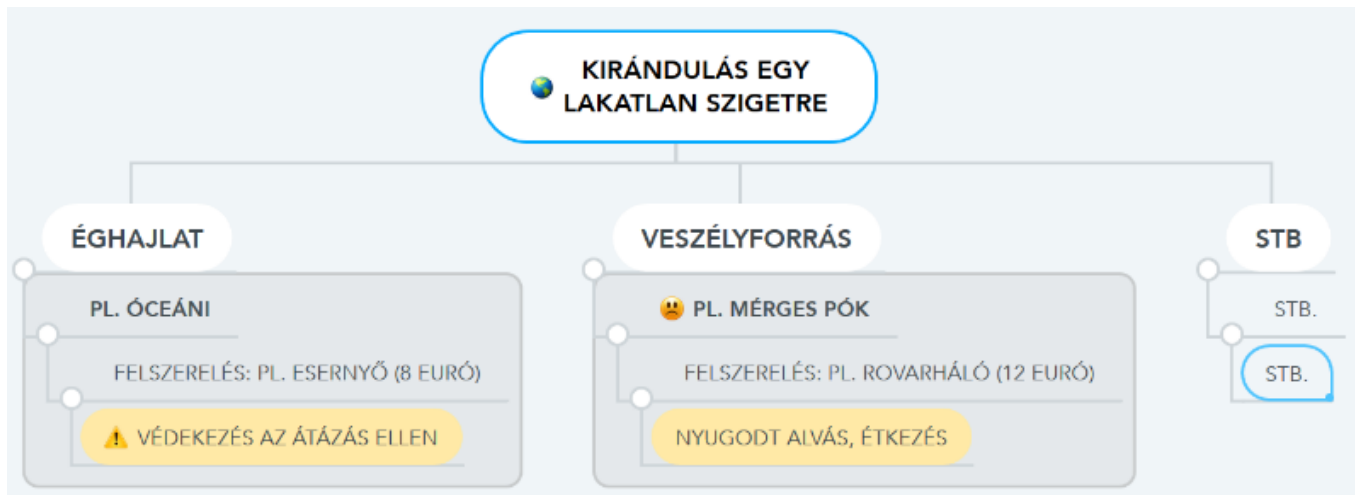 KIRÁNDULÁS EGY
LAKATLAN SZIGETRE
ÉGHAJLAT
PL. ÓCEÁNI
FELSZERELÉS: PL. ESERNYŐ (8 EURÓ)
VÉDEKEZÉS AZ ÁTÁZÁS ELLEN
VESZÉLYFORRÁS
PL. MÉRGES PÓK
FELSZERELÉS: PL. ROVARHÁLÓ (12 EURÓ)
NYUGODT ALVÁS, ÉTKEZÉS
STB
STB.
STB.